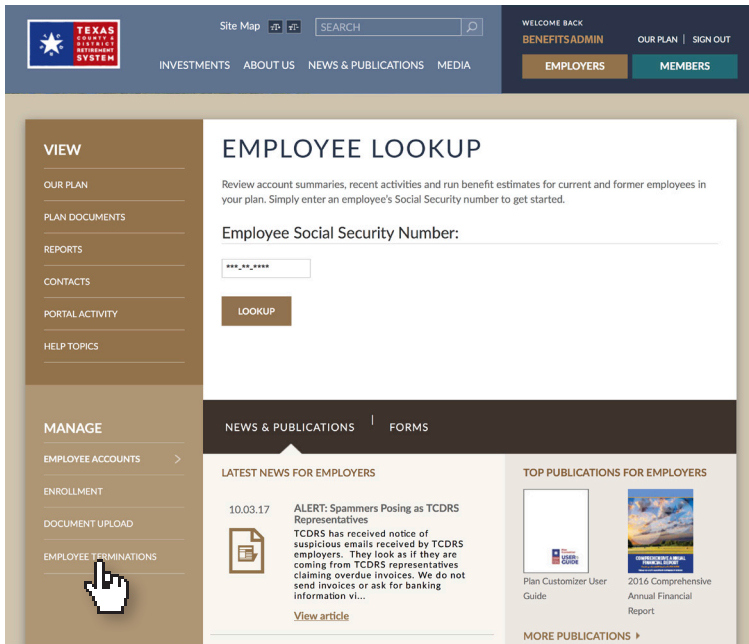 TEXAS
COUNTY &
DISTRICT
RETIREMENT
SYSTEM
Site Map
SEARCH
WELCOME BACK
BENEFITSADMIN
OUR PLAN | SIGN OUT
INVESTMENTS ABOUT US NEWS & PUBLICATIONS MEDIA
EMPLOYERS
MEMBERS
VIEW
OUR PLAN
PLAN DOCUMENTS
REPORTS
CONTACTS
PORTAL ACTIVITY
HELP TOPICS
MANAGE
EMPLOYEE ACCOUNTS >
ENROLLMENT
DOCUMENT UPLOAD
EMPLOYEE TERMINATIONS
EMPLOYEE LOOKUP
Review account summaries, recent activities and run benefit estimates for current and former employees in
your plan. Simply enter an employee's Social Security number to get started.
Employee Social Security Number:
***-**-****
LOOKUP
NEWS & PUBLICATIONS | FORMS
LATEST NEWS FOR EMPLOYERS
10.03.17
ALERT: Spammers Posing as TCDRS
Representatives
TCDRS has received notice of
suspicious emails received by TCDRS
employers. They look as if they are
coming from TCDRS representatives
claiming overdue invoices. We do not
send invoices or ask for banking
information vi...
View article
TOP PUBLICATIONS FOR EMPLOYERS
USER
GUIDE
Plan Customizer User
Guide
COMPREHENSIVE ANNUAL
FINANCIAL REPORT
2016 Comprehensive
Annual Financial
Report
MORE PUBLICATIONS